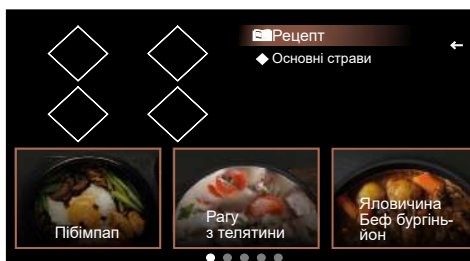 Рецепт
Основні страви
Пібімпап
Рагу
з телятини
Яловичина
Беф бургінь-
йон